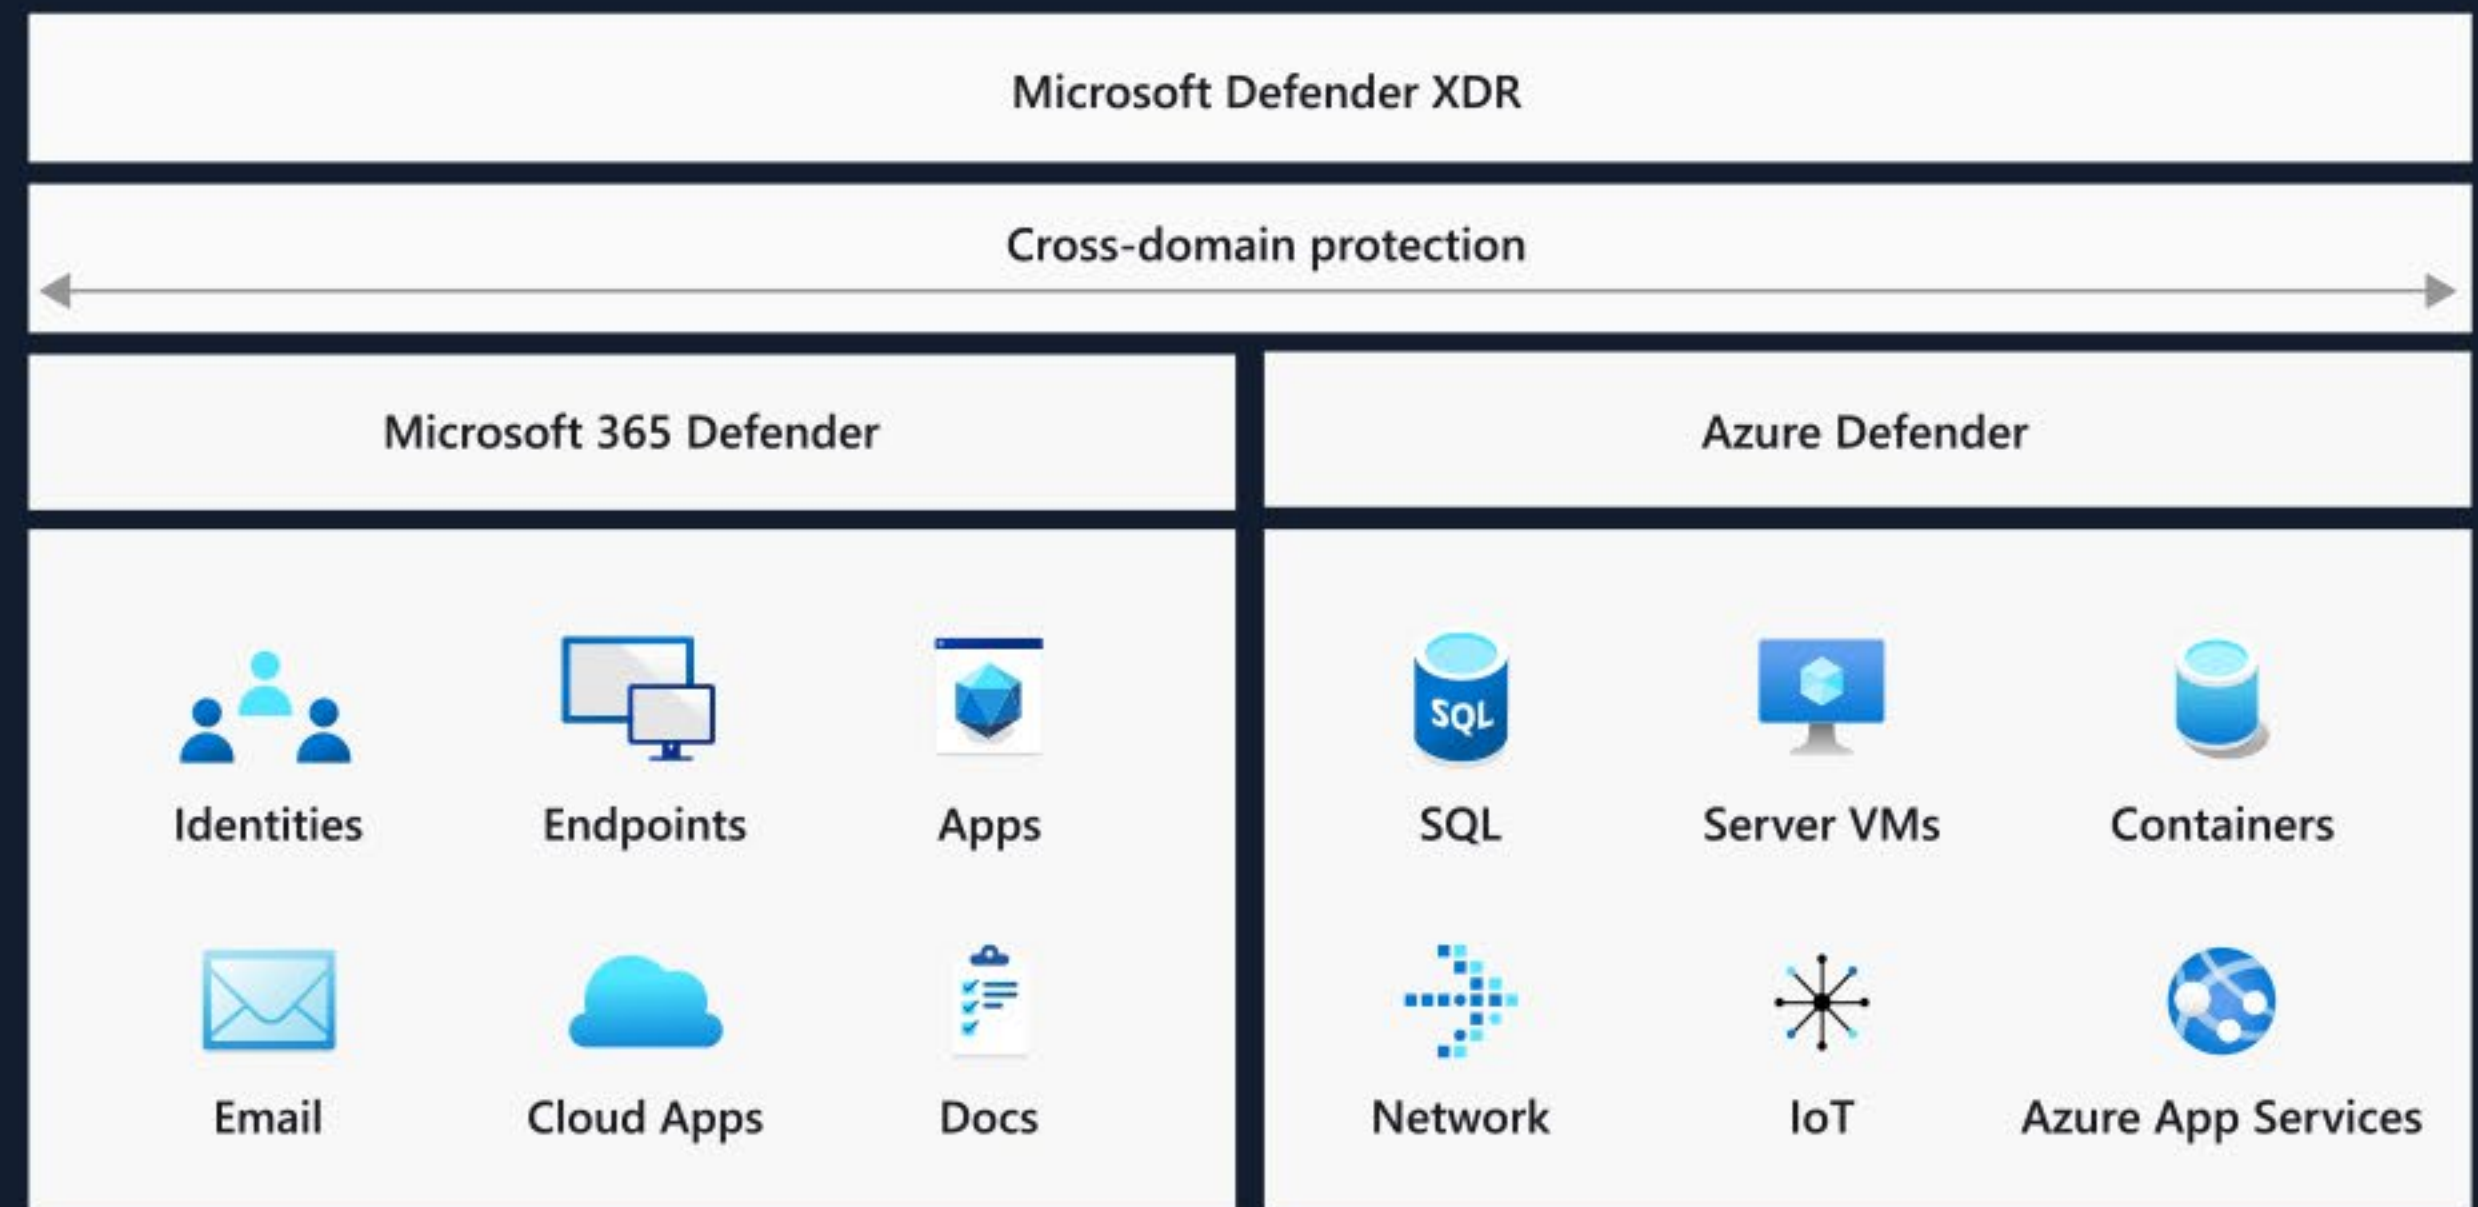 Microsoft Defender XDR
Cross-domain protection
Microsoft 365 Defender
Azure Defender
Identities
Endpoints
Apps
Email
Cloud Apps
Docs
SQL
SQL
Server VMs
Containers
Network
IoT
Azure App Services